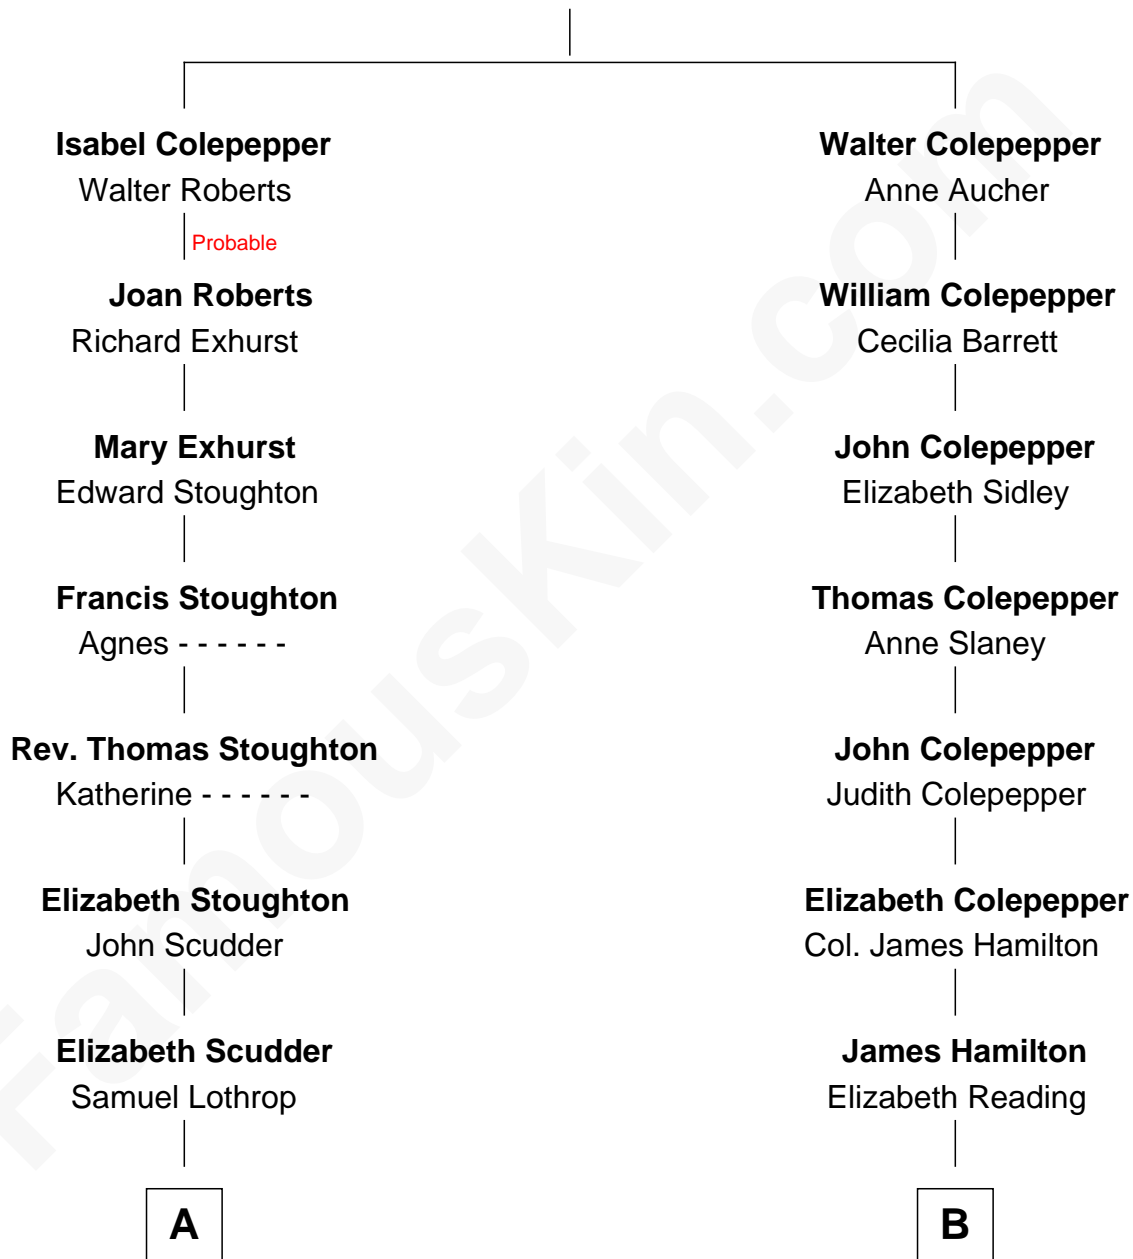 Isabel Colepepper
Walter Roberts
Probable
Joan Roberts
Richard Exhurst
Mary Exhurst
Edward Stoughton
Francis Stoughton
Agnes - - - - - -
Rev. Thomas Stoughton
Katherine - - - - - -
Elizabeth Stoughton
John Scudder
Elizabeth Scudder
Samuel Lothrop
A
Walter Colepepper
Anne Aucher
William Colepepper
Cecilia Barrett
John Colepepper
Elizabeth Sidley
Thomas Colepepper
Anne Slaney
John Colepepper
Judith Colepepper
Elizabeth Colepepper
Col. James Hamilton
James Hamilton
Elizabeth Reading
B
FamousKin.com